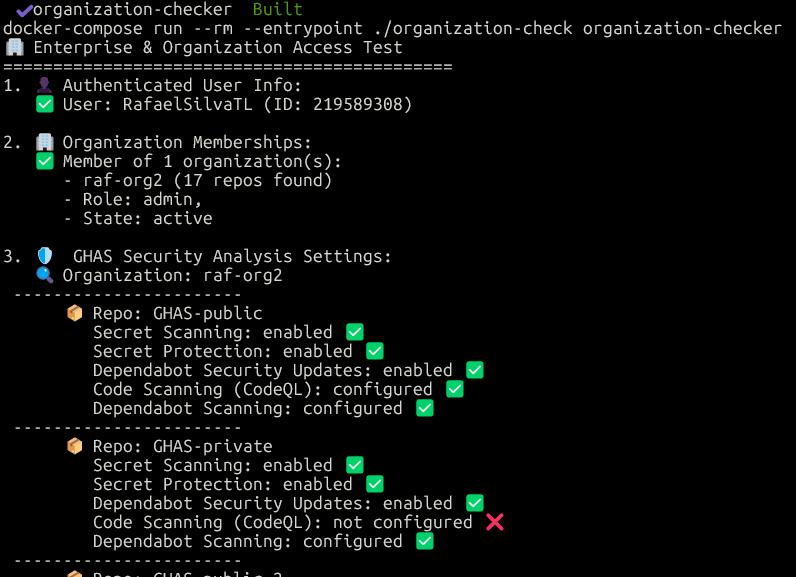 ✔organization-checker  Built
docker-compose run --rm --entrypoint ./organization-check organization-checker
🏢 Enterprise & Organization Access Test
=============================================
1. 👤 Authenticated User Info:
✅ User: RafaelSilvaTL (ID: 219589308)
2. 🏢 Organization Memberships:
✅ Member of 1 organization(s):
- raf-org2 (17 repos found)
- Role: admin,
- State: active
3. 🛡️ GHAS Security Analysis Settings:
🔍 Organization: raf-org2
-----------------------
📦 Repo: GHAS-public
Secret Scanning: enabled ✅
Secret Protection: enabled ✅
Dependabot Security Updates: enabled ✅
Code Scanning (CodeQL): configured ✅
Dependabot Scanning: configured ✅
-----------------------
📦 Repo: GHAS-private
Secret Scanning: enabled ✅
Secret Protection: enabled ✅
Dependabot Security Updates: enabled ✅
Code Scanning (CodeQL): not configured ❌
Dependabot Scanning: configured ✅
-----------------------
📦 Repo: GHAS-public